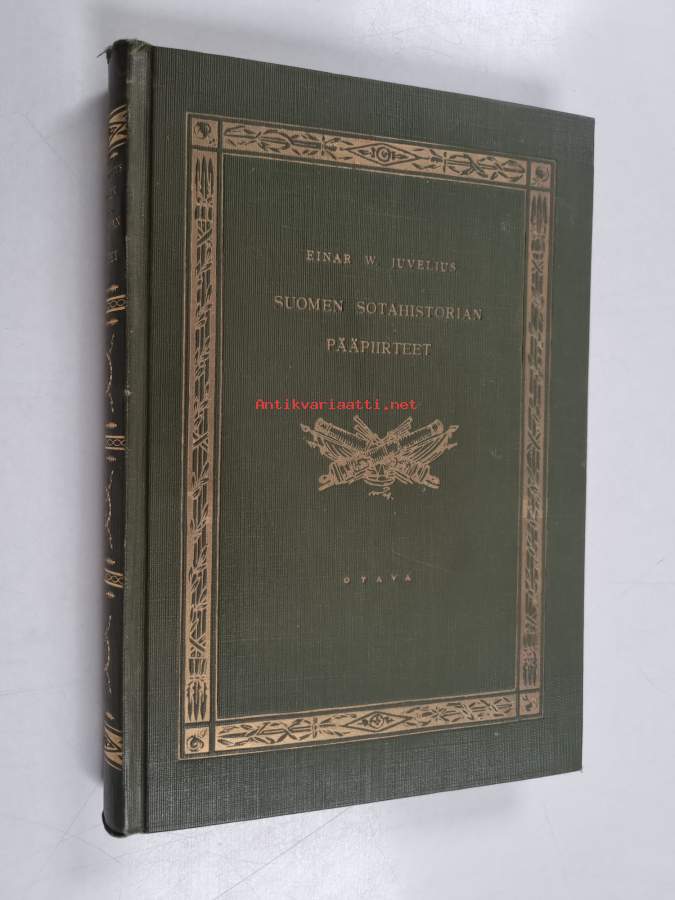 EINAR W. JUVELIUS
SUOMEN SOTAHISTORIAN
PÄÄPIIRTEET
Antikvariaatti.net
OTAVA